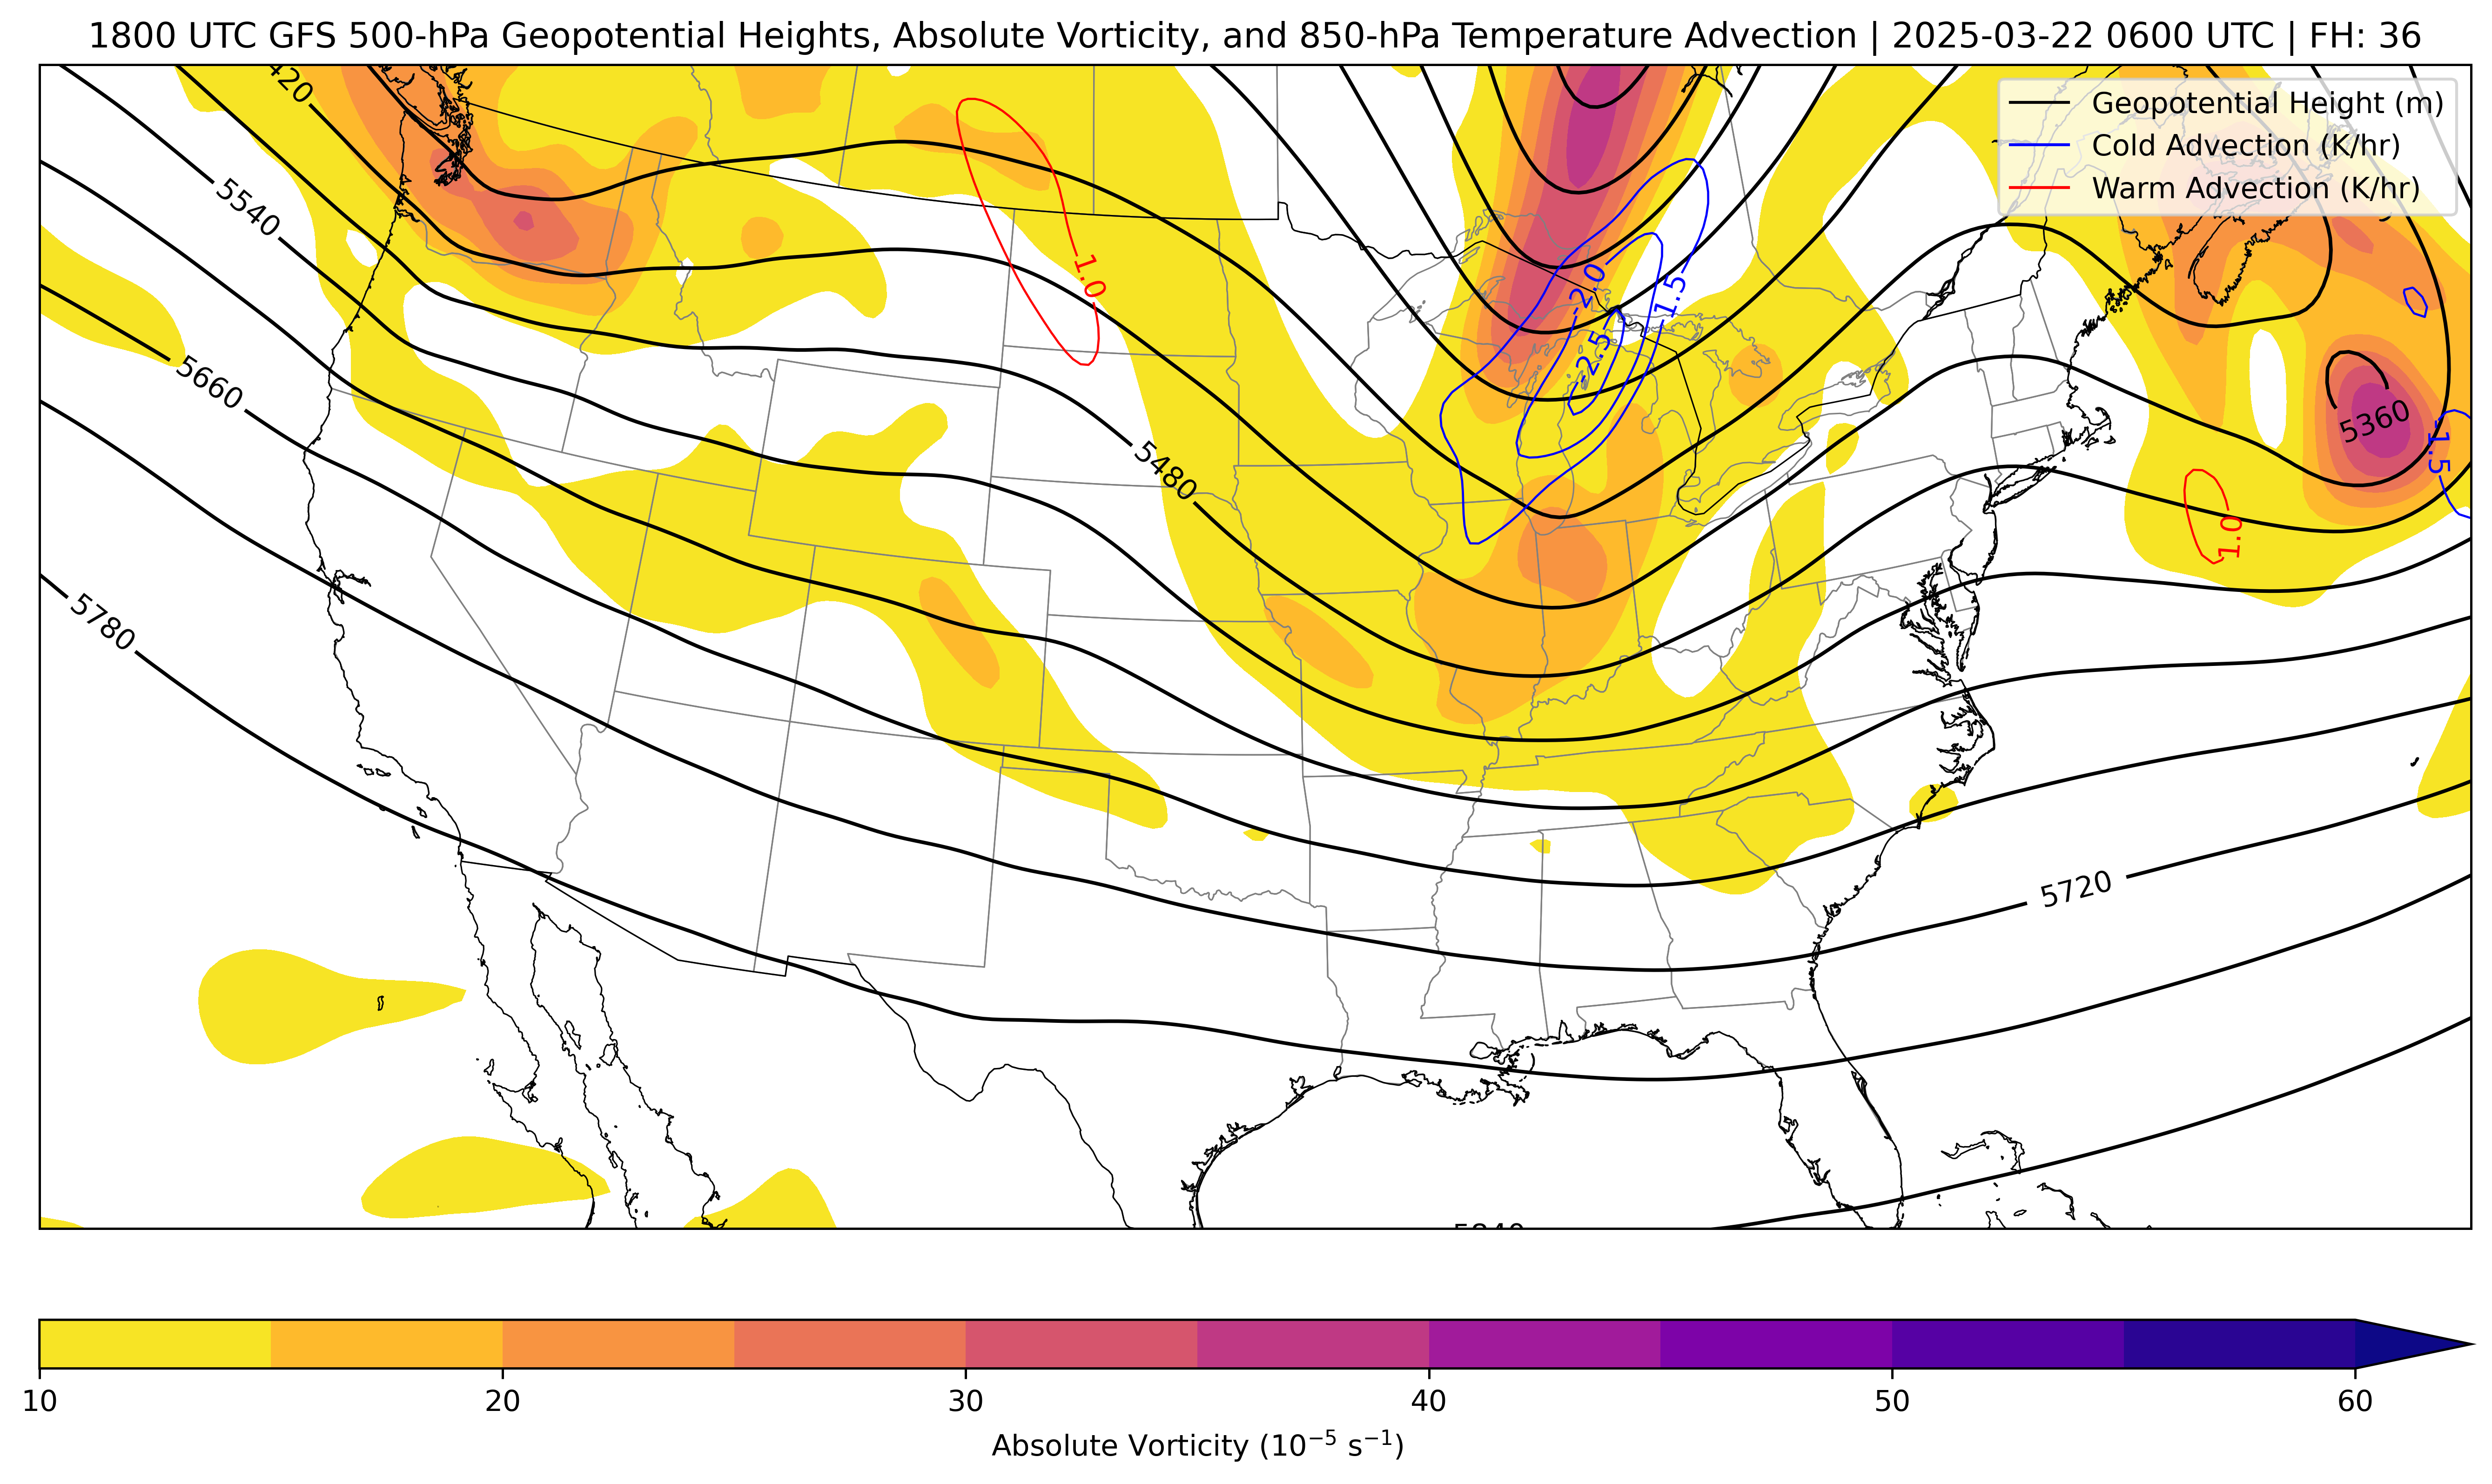 1800 UTC GFS 500-hPa Geopotential Heights, Absolute Vorticity, and 850-hPa Temperature Advection | 2025-03-22 0600 UTC | FH: 36
Geopotential Height (m)
Cold Advection (K/hr)
Warm Advection (K/hr)
5540
5660
5780
1.0
5480
-2.0
-1.5
-2.5
5360
1.5
1.0
5720
10 20 30 40 50 60
Absolute Vorticity (10⁻⁵ s⁻¹)